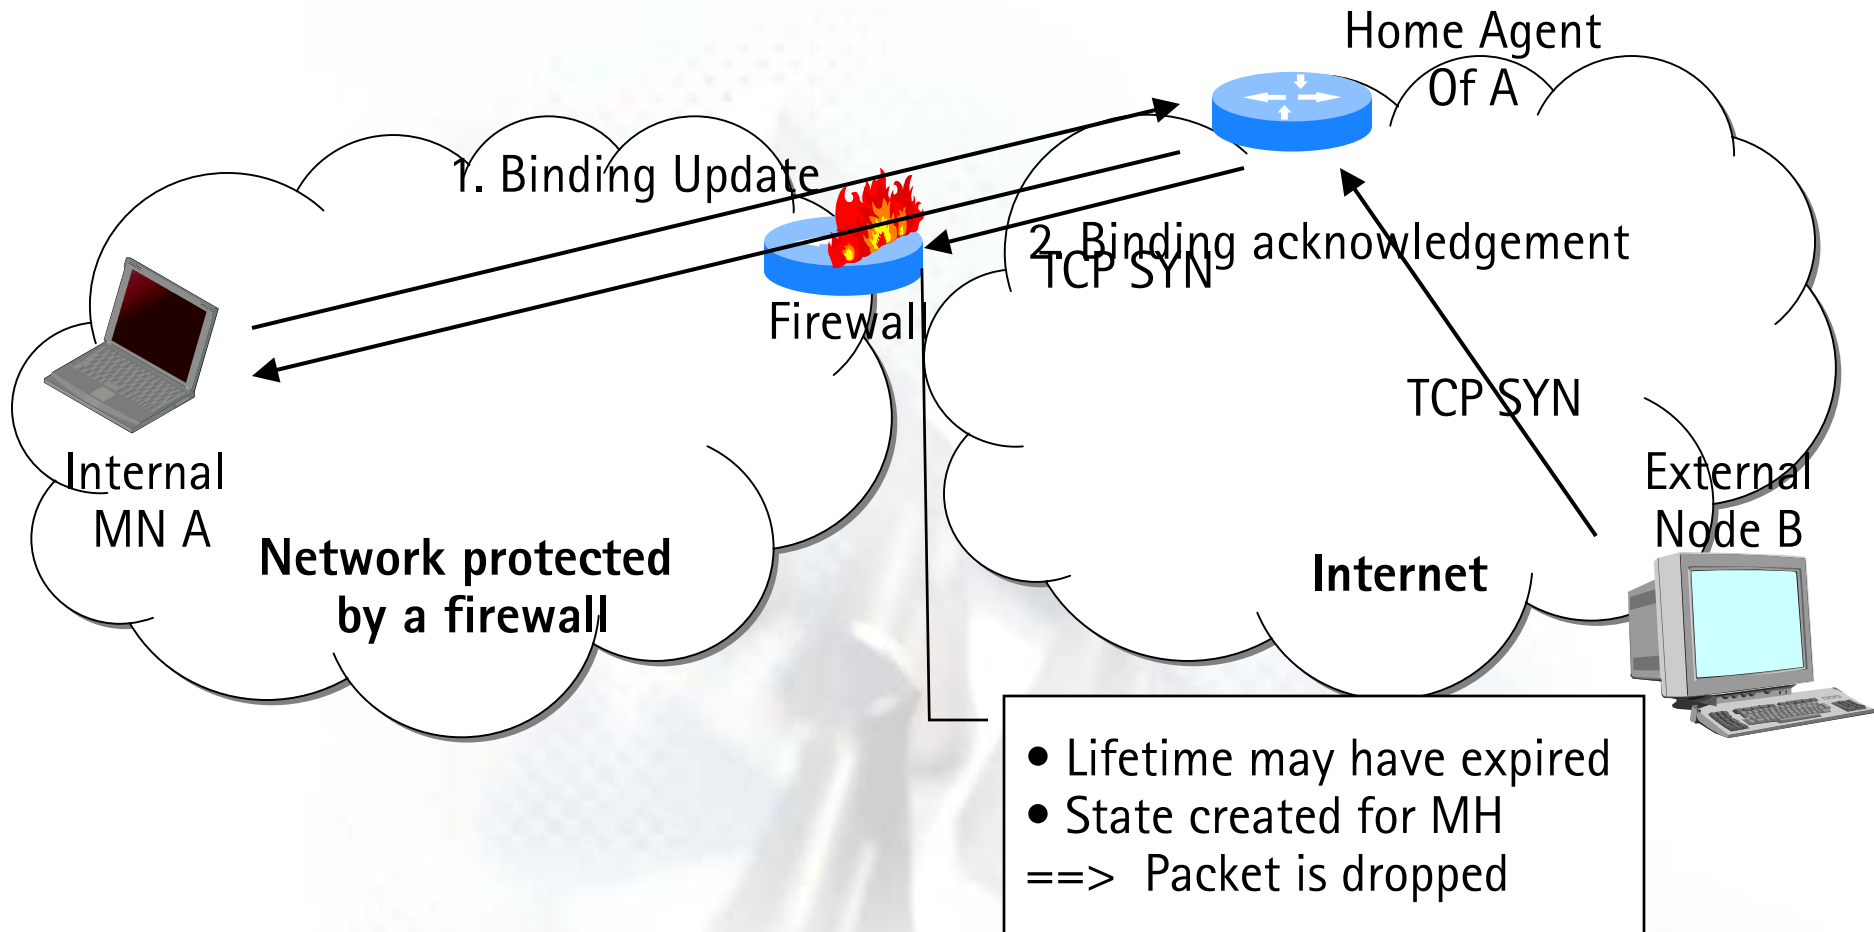 Home Agent
Of A
1. Binding Update
2. Binding acknowledgement
TCP SYN
Firewall
TCP SYN
Internal
MN A
External
Node B
Network protected
by a firewall
Internet
• Lifetime may have expired
• State created for MH
==> Packet is dropped